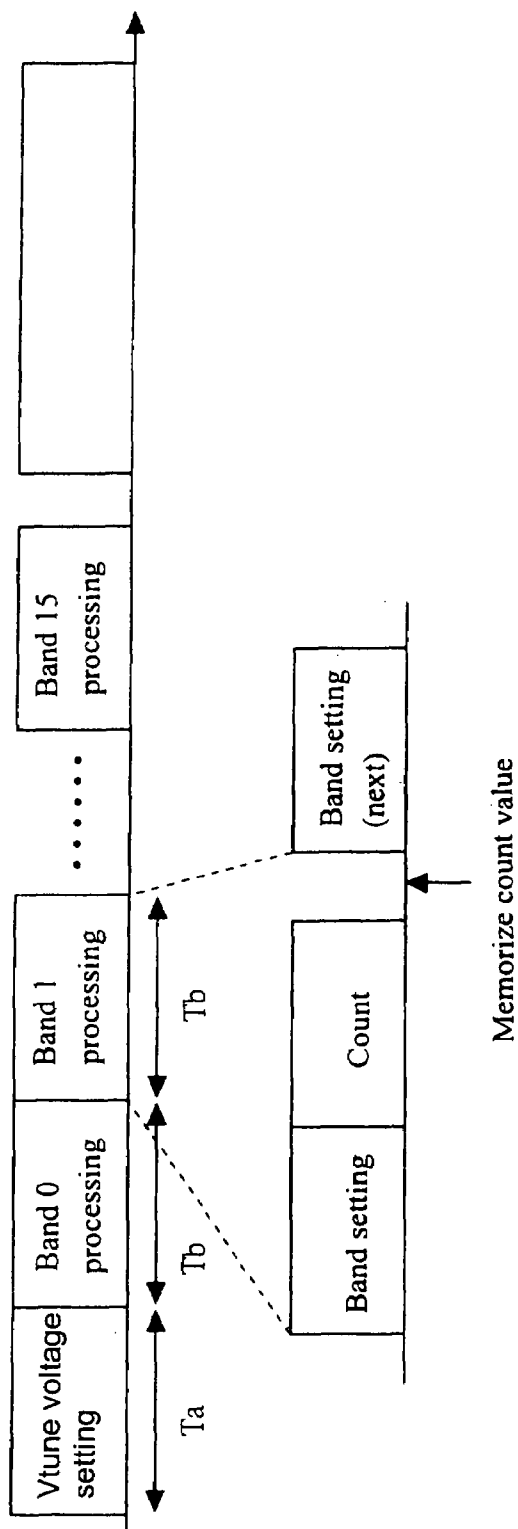 Vtune voltage
setting
Band 0
processing
Band 1
processing
......
Band 15
processing
Ta
Tb
Tb
Band setting
Count
Band setting
(next)
Memorize count value